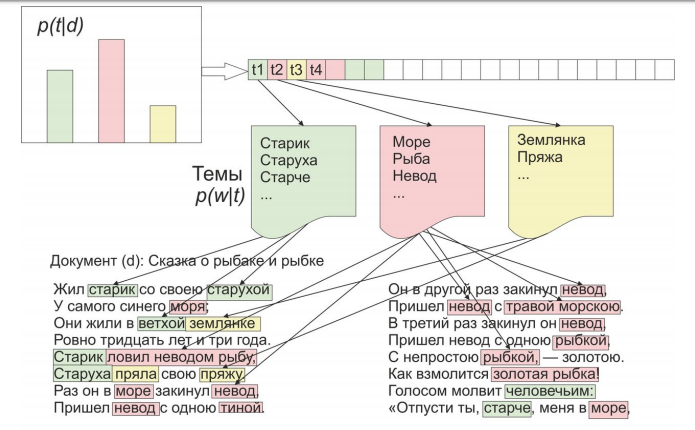 p(t|d)
t1 t2 t3 t4
Старик
Старуха
Старче
...
Море
Рыба
Невод
...
Землянка
Пряжа
...
Темы
p(w|t)
Документ (d): Сказка о рыбаке и рыбке
Жил старик со своею старухой
У самого синего моря;
Они жили в ветхой землянке
Ровно тридцать лет и три года.
Старик ловил неводом рыбу,
Старуха пряла свою пряжу.
Раз он в море закинул невод,
Пришел невод с одною тиной.
Он в другой раз закинул невод,
Пришел невод с травой морскою.
В третий раз закинул он невод,
Пришел невод с одною рыбкой,
С непростою рыбкой, — золотою.
Как взмолится золотая рыбка!
Голосом молвит человечьим:
«Отпусти ты, старче, меня в море,